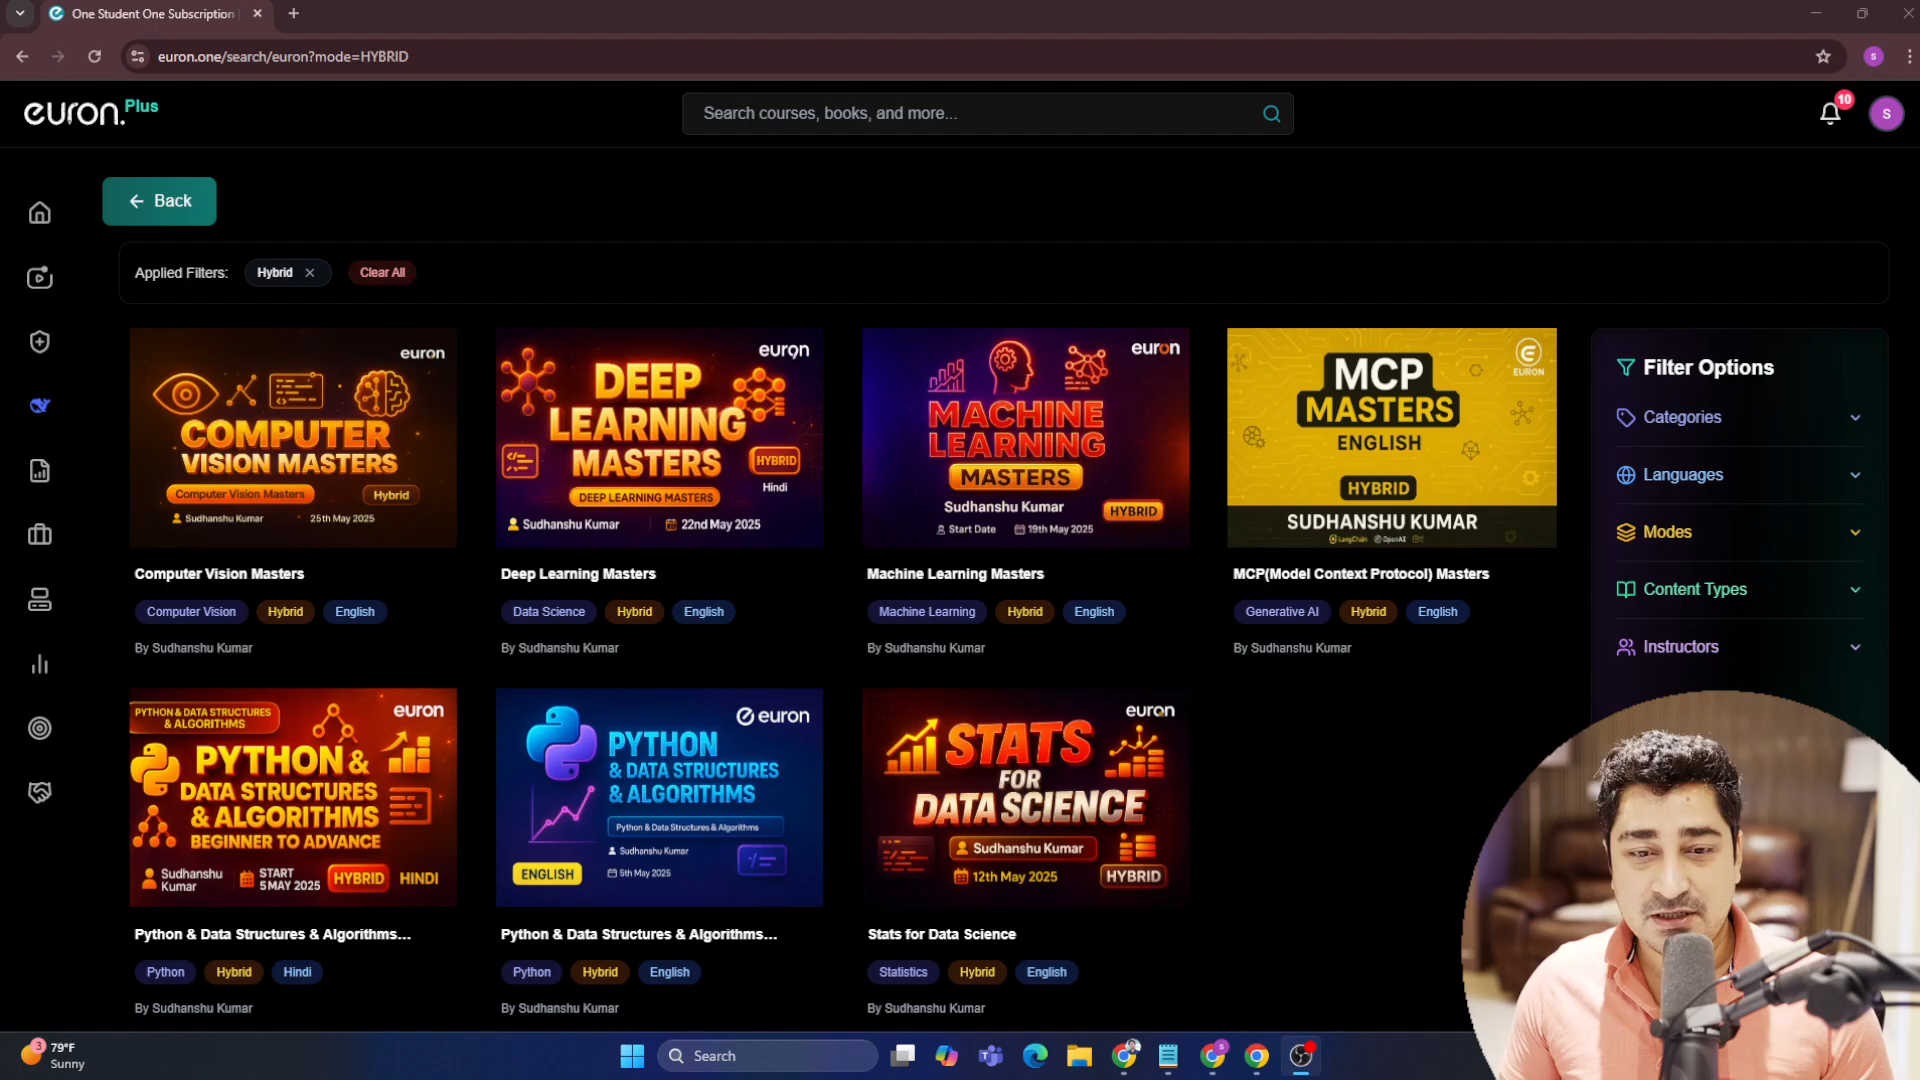 One Student One Subscription
euron.one/search/euron?mode=HYBRID
S
euron.Plus
Search courses, books, and more...
10
S
Back
Applied Filters:
Hybrid
Clear All
euron
COMPUTER
VISION MASTERS
Computer Vision Masters
Hybrid
Sudhanshu Kumar
25th May 2025
Computer Vision Masters
Computer Vision
Hybrid
English
By Sudhanshu Kumar
euron
DEEP
LEARNING
MASTERS
HYBRID
Hindi
DEEP LEARNING MASTERS
Sudhanshu Kumar
22nd May 2025
Deep Learning Masters
Data Science
Hybrid
English
By Sudhanshu Kumar
euron
MACHINE
LEARNING
MASTERS
Sudhanshu Kumar
HYBRID
Start Date
19th May 2025
Machine Learning Masters
Machine Learning
Hybrid
English
By Sudhanshu Kumar
EURON
MCP
MASTERS
ENGLISH
HYBRID
SUDHANSHU KUMAR
LangChain
OpenAI
MCP(Model Context Protocol) Masters
Generative AI
Hybrid
English
By Sudhanshu Kumar
Filter Options
Categories
Languages
Modes
Content Types
Instructors
PYTHON & DATA STRUCTURES
& ALGORITHMS
euron
PYTHON &
DATA STRUCTURES
& ALGORITHMS
BEGINNER TO ADVANCE
Sudhanshu
Kumar
START
5 MAY 2025
HYBRID
HINDI
Python & Data Structures & Algorithms...
Python
Hybrid
Hindi
By Sudhanshu Kumar
euron
PYTHON
& DATA STRUCTURES
& ALGORITHMS
Python & Data Structures & Algorithms
Sudhanshu Kumar
ENGLISH
5th May 2025
Python & Data Structures & Algorithms...
Python
Hybrid
English
By Sudhanshu Kumar
euron
STATS
FOR
DATA SCIENCE
Sudhanshu Kumar
12th May 2025
HYBRID
Stats for Data Science
Statistics
Hybrid
English
By Sudhanshu Kumar
3
79°F
Sunny
Search